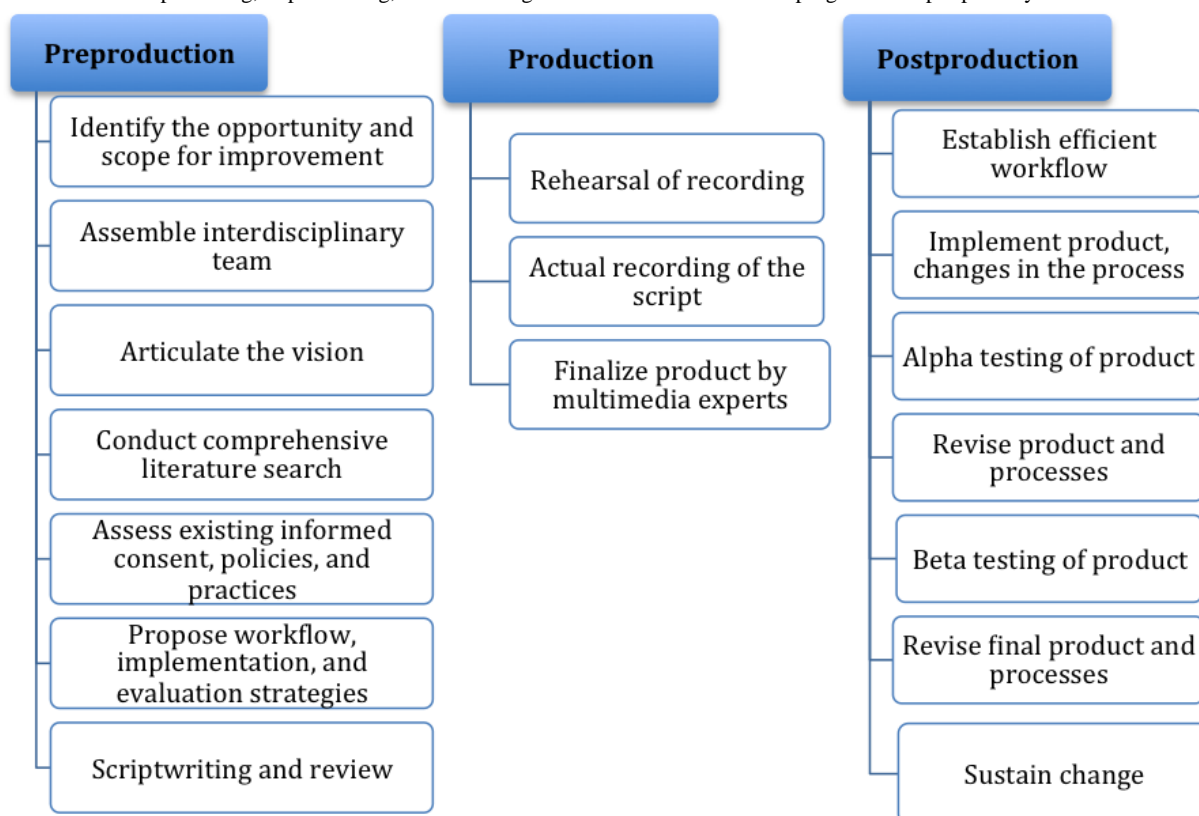 Preproduction
Identify the opportunity and
scope for improvement
Assemble interdisciplinary
team
Articulate the vision
Conduct comprehensive
literature search
Assess existing informed
consent, policies, and
practices
Propose workflow,
implementation, and
evaluation strategies
Scriptwriting and review
Production
Rehearsal of recording
Actual recording of the
script
Finalize product by
multimedia experts
Postproduction
Establish efficient
workflow
Implement product,
changes in the process
Alpha testing of product
Revise product and
processes
Beta testing of product
Revise final product and
processes
Sustain change